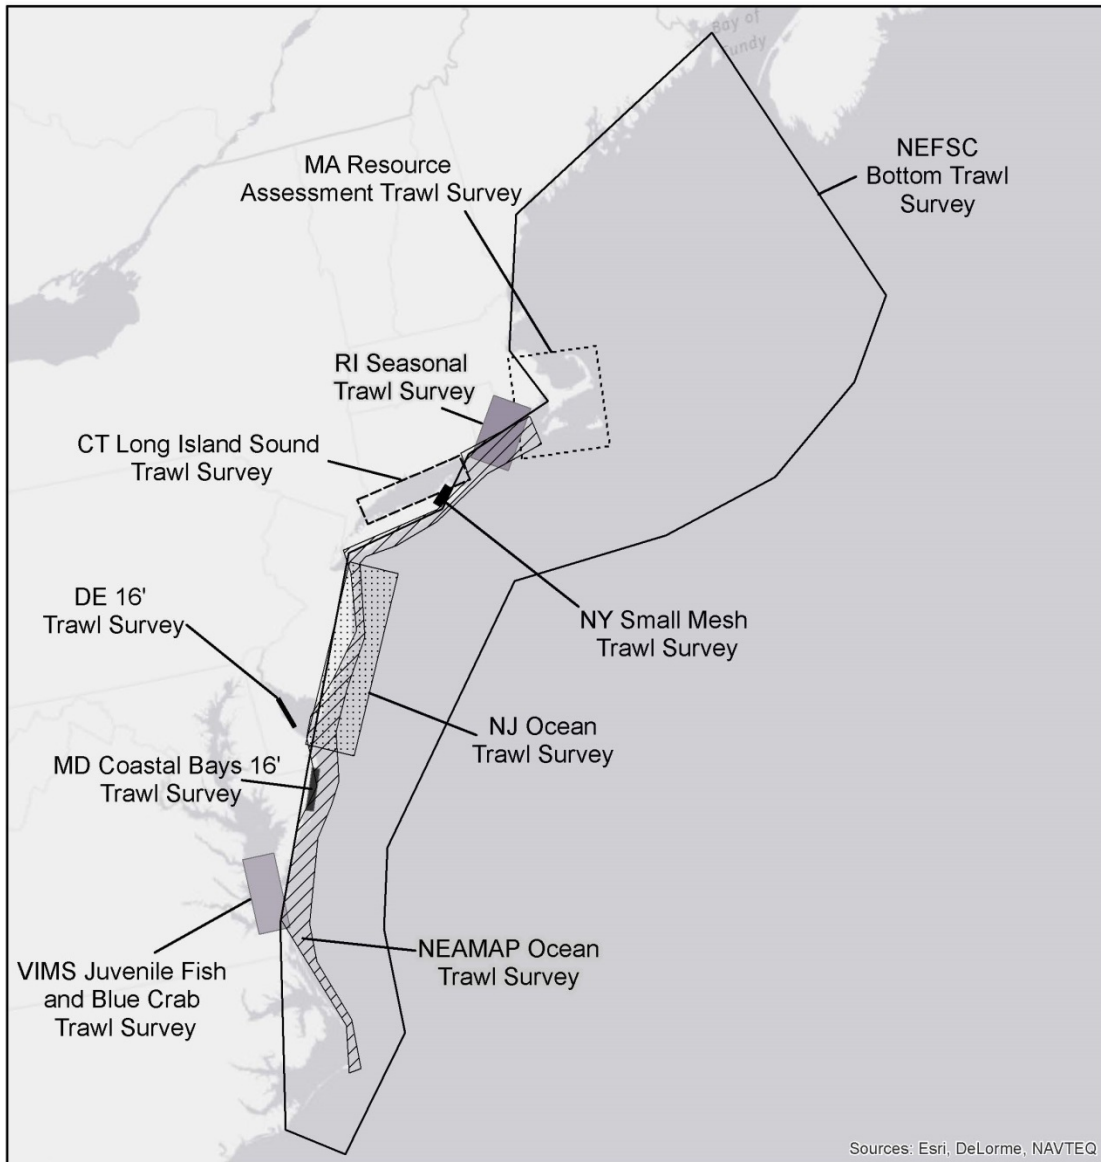 Bay of
Fundy
NEFSC
Bottom Trawl
Survey
MA Resource
Assessment Trawl Survey
RI Seasonal
Trawl Survey
CT Long Island Sound
Trawl Survey
DE 16'
Trawl Survey
NY Small Mesh
Trawl Survey
NJ Ocean
Trawl Survey
MD Coastal Bays 16'
Trawl Survey
NEAMAP Ocean
Trawl Survey
VIMS Juvenile Fish
and Blue Crab
Trawl Survey
Sources: Esri, DeLorme, NAVTEQ